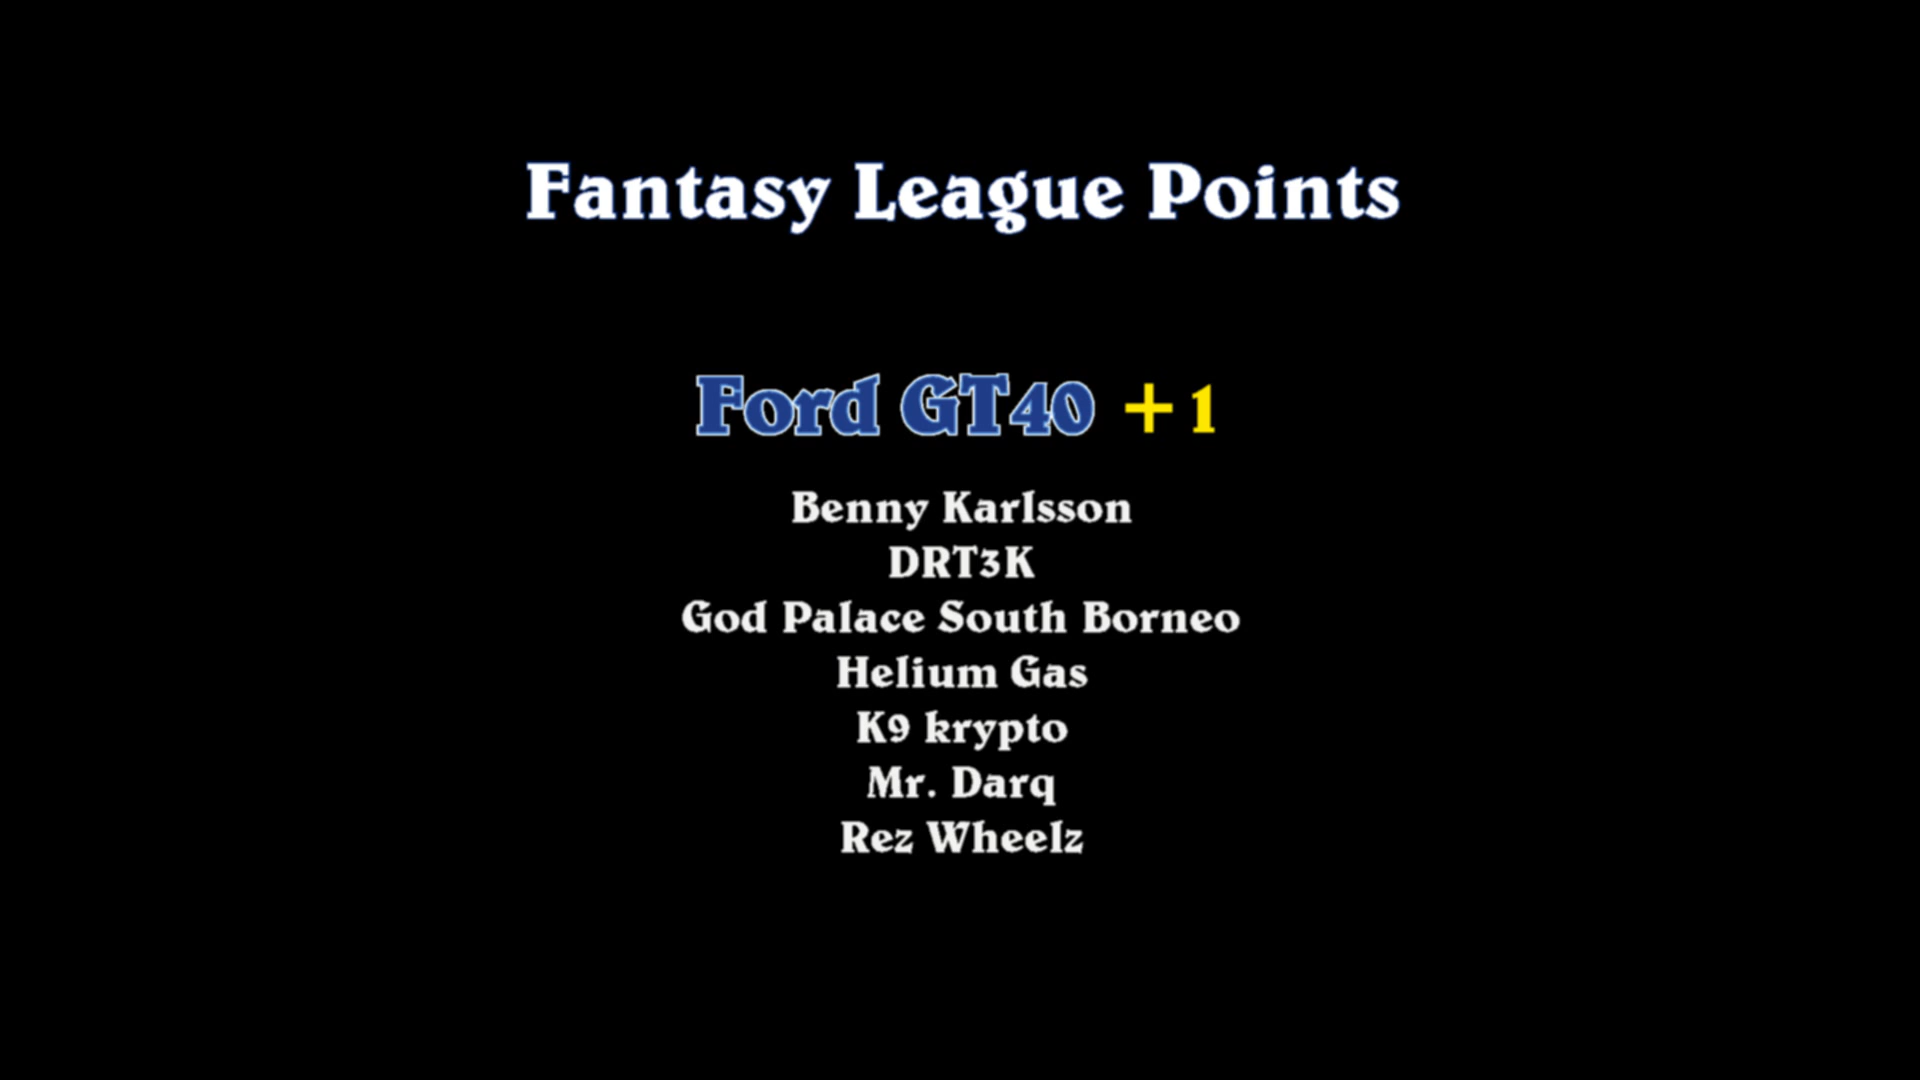 Fantasy League Points
Ford GT40 +1
Benny Karlsson
DRT3K
God Palace South Borneo
Helium Gas
K9 krypto
Mr. Darq
Rez Wheelz